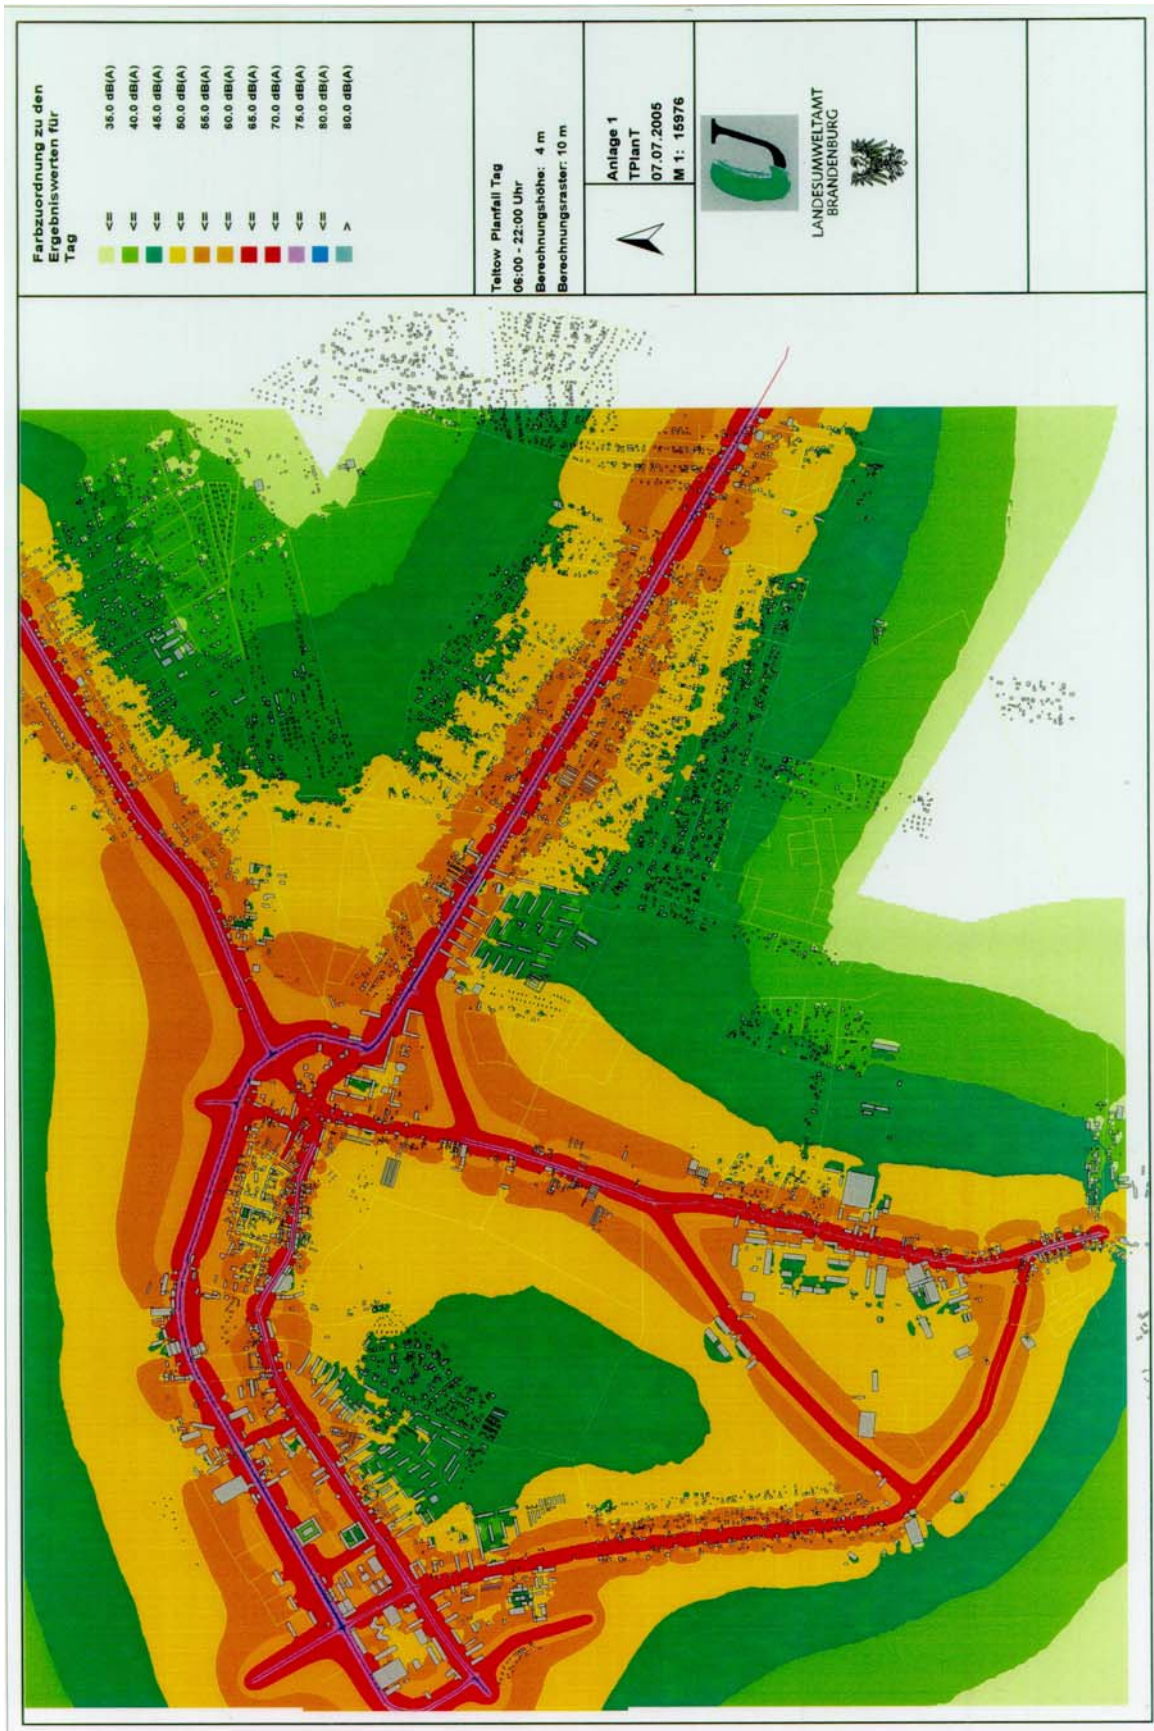 Farbzuordnung zu den
Ergebniswerten für
Tag
<= 35.0 dB(A)
<= 40.0 dB(A)
<= 45.0 dB(A)
<= 50.0 dB(A)
<= 55.0 dB(A)
<= 60.0 dB(A)
<= 65.0 dB(A)
<= 70.0 dB(A)
<= 75.0 dB(A)
<= 80.0 dB(A)
> 80.0 dB(A)
Teltow Planfall Tag
06:00 - 22:00 Uhr
Berechnungshöhe: 4 m
Berechnungsraster: 10 m
Anlage 1
TPlanT
07.07.2005
M 1: 15976
LANDESUMWELTAMT
BRANDENBURG